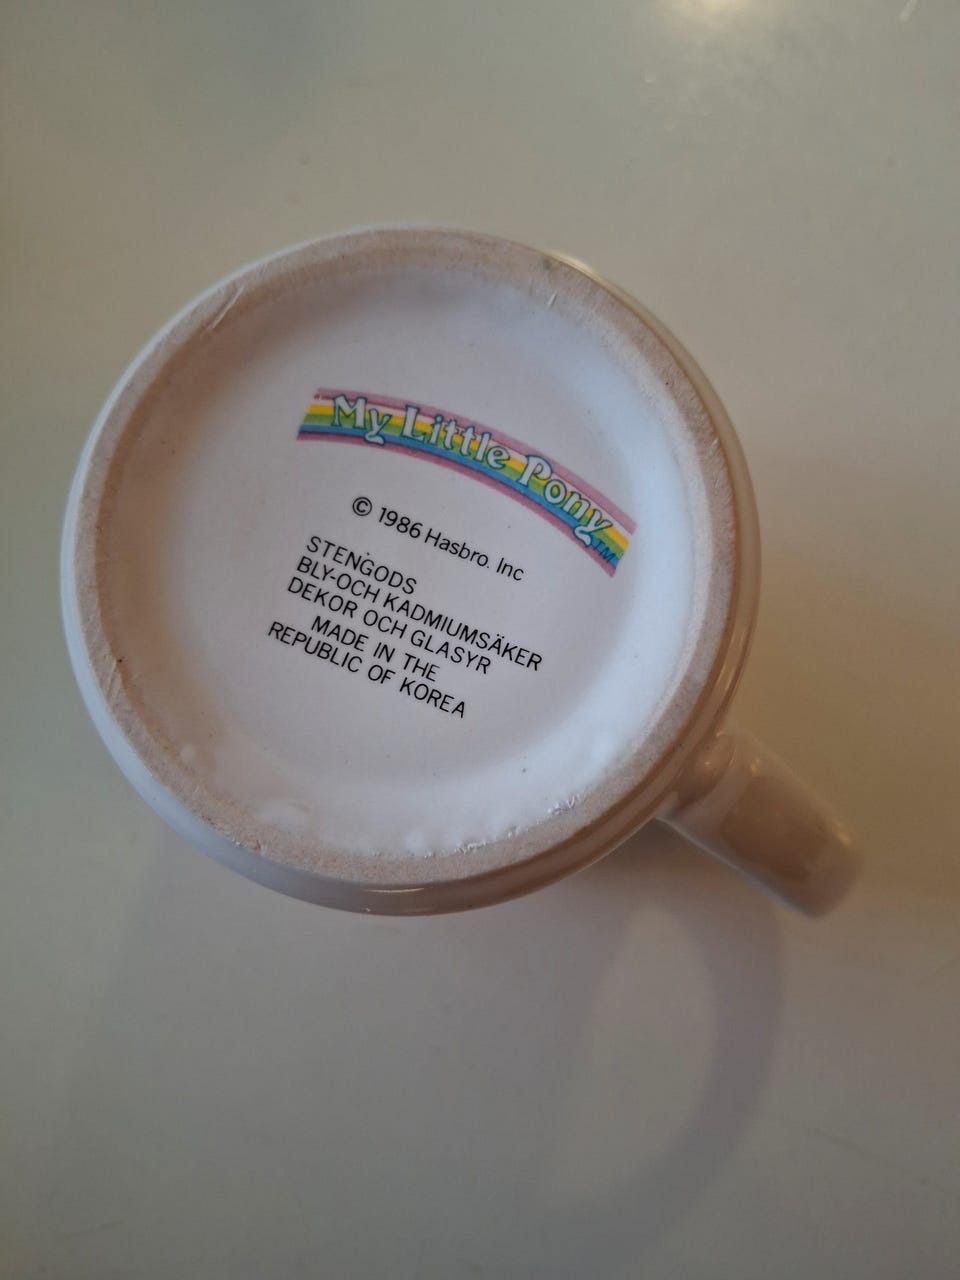 My Little Pony TM
© 1986 Hasbro. Inc
STENGODS
BLY-OCH KADMIUMSÄKER
DEKOR OCH GLASYR
MADE IN THE
REPUBLIC OF KOREA